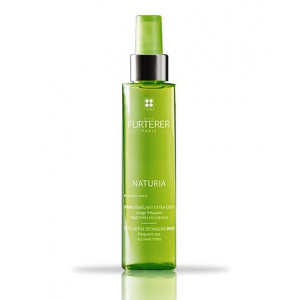 RENE
FURTERER
PARIS
NATURIA
SPRAY DÉMÊLANT EXTRA-DOUX
usage fréquent
TOUS TYPES DE CHEVEUX
EXTRA-GENTLE DETANGLING SPRAY
frequent use
ALL HAIR TYPES